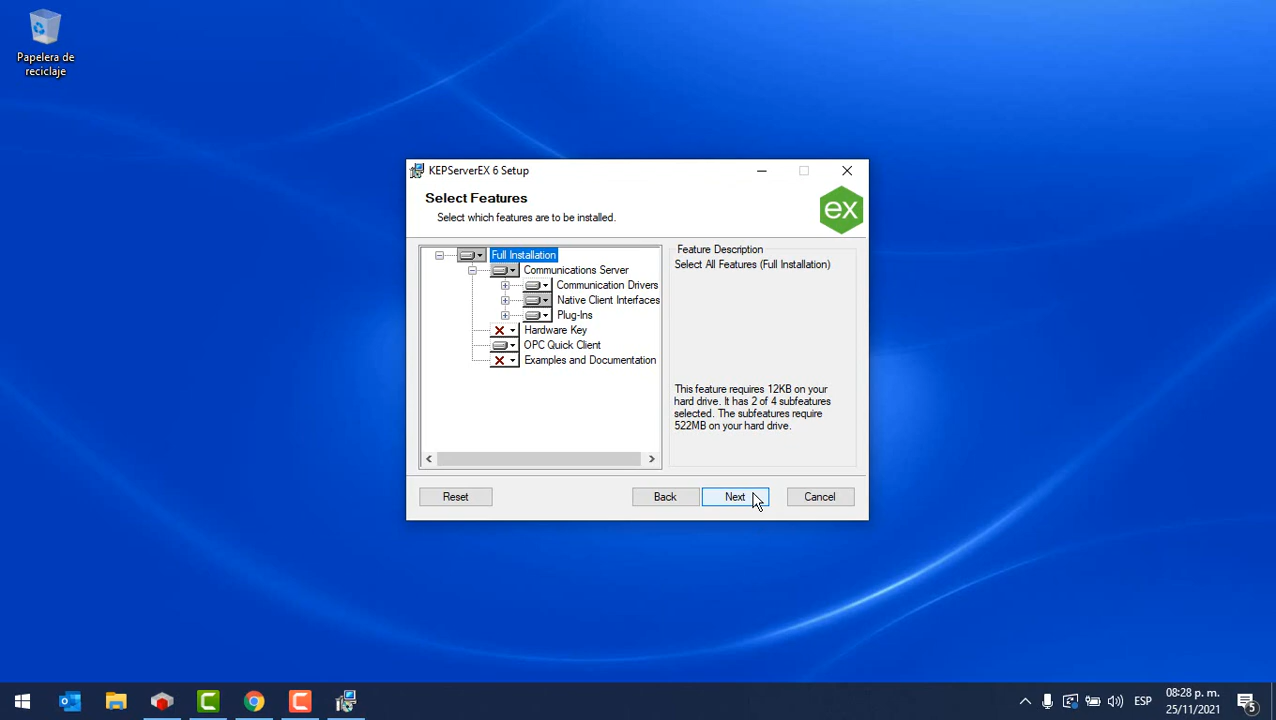 Papelera de
reciclaje
KEPServerEX 6 Setup
Select Features
Select which features are to be installed.
ex
Full Installation
Communications Server
Communication Drivers
Native Client Interfaces
Plug-Ins
Hardware Key
OPC Quick Client
Examples and Documentation
Feature Description
Select All Features (Full Installation)
This feature requires 12KB on your
hard drive. It has 2 of 4 subfeatures
selected. The subfeatures require
522MB on your hard drive.
Reset
Back
Next
Cancel
ESP
08:28 p. m.
25/11/2021
5